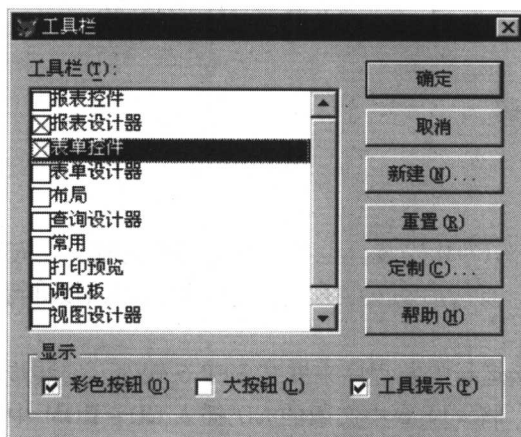 工具栏
工具栏(T):
报表控件
报表设计器
表单控件
表单设计器
布局
查询设计器
常用
打印预览
调色板
视图设计器
确定
取消
新建(N)...
重置(R)
定制(C)...
帮助(H)
显示
彩色按钮(O) 大按钮(L) 工具提示(P)